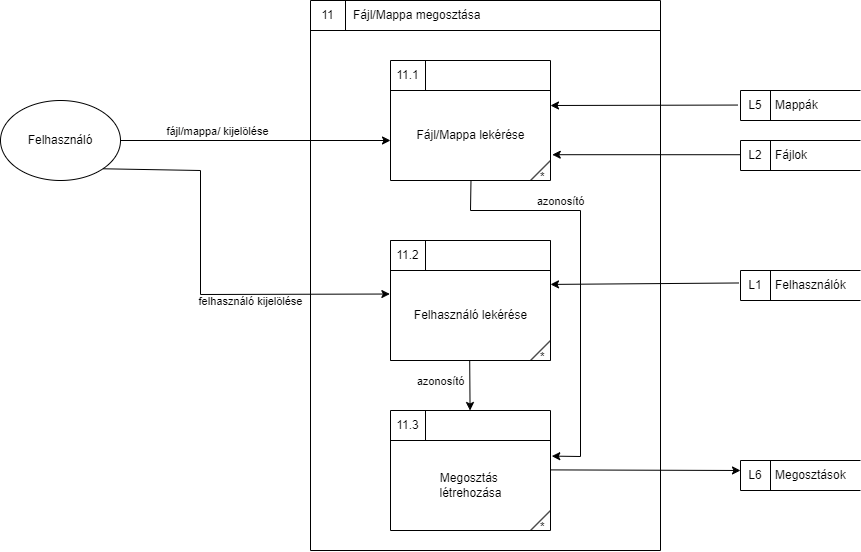 11 Fájl/Mappa megosztása
11.1
Fájl/Mappa lekérése
*
L5 Mappák
L2 Fájlok
Felhasználó
fájl/mappa/ kijelölése
azonosító
11.2
Felhasználó lekérése
*
L1 Felhasználók
felhasználó kijelölése
azonosító
11.3
Megosztás
létrehozása
*
L6 Megosztások